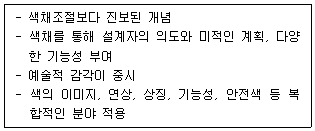 - 색채조절보다 진보된 개념
- 색채를 통해 설계자의 의도와 미적인 계획, 다양
한 기능성 부여
- 예술적 감각이 중시
- 색의 이미지, 연상, 상징, 기능성, 안전색 등 복
합적인 분야 적용